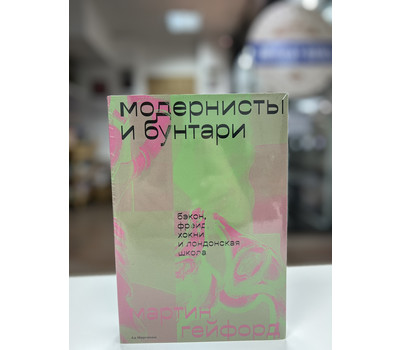 модернисты
и бунтари
бэкон,
фрэйд,
хокни
и лондонская
школа
мартин
гейфорд